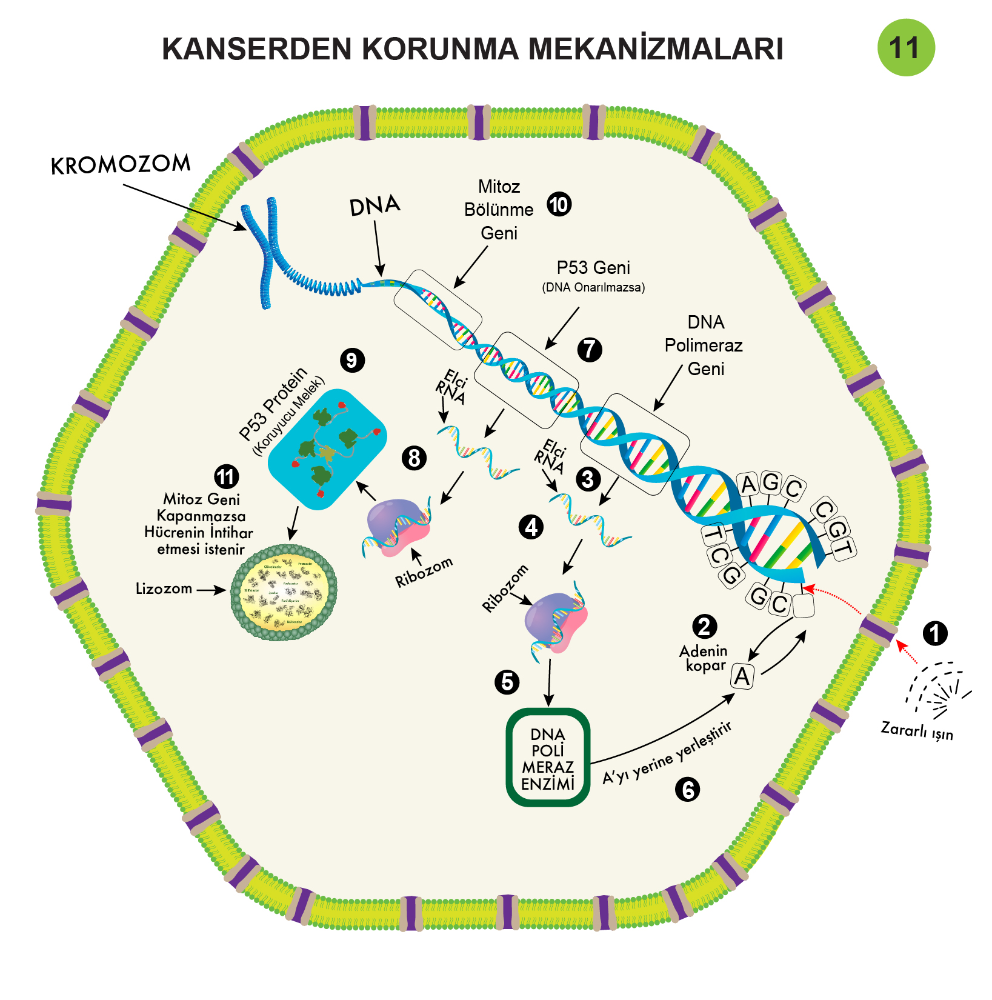 KANSERDEN KORUNMA MEKANİZMALARI
11
KROMOZOM
DNA
Mitoz
Bölünme
Geni
10
P53 Geni
(DNA Onarılmazsa)
7
DNA
Polimeraz
Geni
9
P53 Protein
(Koruyucu Melek)
Elçi
RNA
8
Elçi
RNA
3
4
11
Mitoz Geni
Kapanmazsa
Hücrenin İntihar
etmesi istenir
Lizozom
Ribozom
Ribozom
A G C
C G T
T C G
G C
2
Adenin
kopar
A
1
Zararlı ışın
5
DNA
POLİ
MERAZ
ENZİMİ
A'yı yerine yerleştirir
6